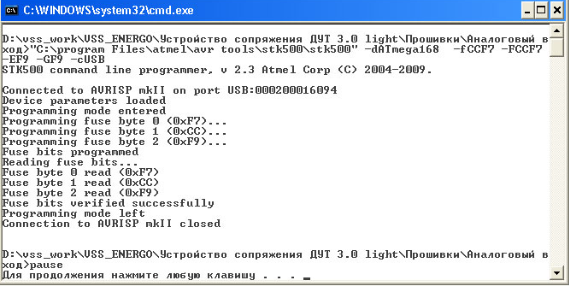 C:\WINDOWS\system32\cmd.exe
D:\vss_work\VSS_ENERGO\Устройство сопряжения ДУТ 3.0 light\Прошивки\Аналоговый в
ход>"C:\program Files\atmel\avr tools\stk500\stk500" -dATmega168  -fCCF7 -FCCF7
-EF9 -GF9 -cUSB
STK500 command line programmer, v 2.3 Atmel Corp (C) 2004-2009.
Connected to AVRISP mkII on port USB:000200016094
Device parameters loaded
Programming mode entered
Programming fuse byte 0 (0xF7)...
Programming fuse byte 1 (0xCC)...
Programming fuse byte 2 (0xF9)...
Fuse bits programmed
Reading fuse bits...
Fuse byte 0 read (0xF7)
Fuse byte 1 read (0xCC)
Fuse byte 2 read (0xF9)
Fuse bits verified successfully
Programming mode left
Connection to AVRISP mkII closed
D:\vss_work\VSS_ENERGO\Устройство сопряжения ДУТ 3.0 light\Прошивки\Аналоговый в
ход>pause
Для продолжения нажмите любую клавишу . . . _